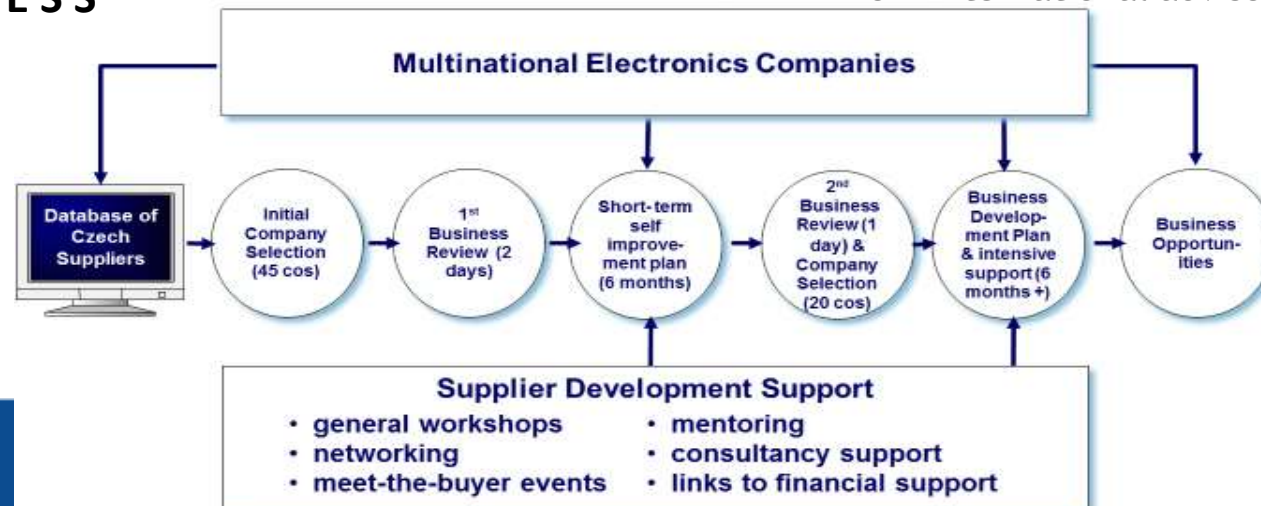 E S S
Multinational Electronics Companies
Database of
Czech
Suppliers
Initial
Company
Selection
(45 cos)
1st
Business
Review (2
days)
Short-term
self
improve-
ment plan
(6 months)
2nd
Business
Review (1
day) &
Company
Selection
(20 cos)
Business
Develop-
ment Plan
& intensive
support (6
months +)
Business
Opportun-
ities
Supplier Development Support
• general workshops
• networking
• meet-the-buyer events
• mentoring
• consultancy support
• links to financial support